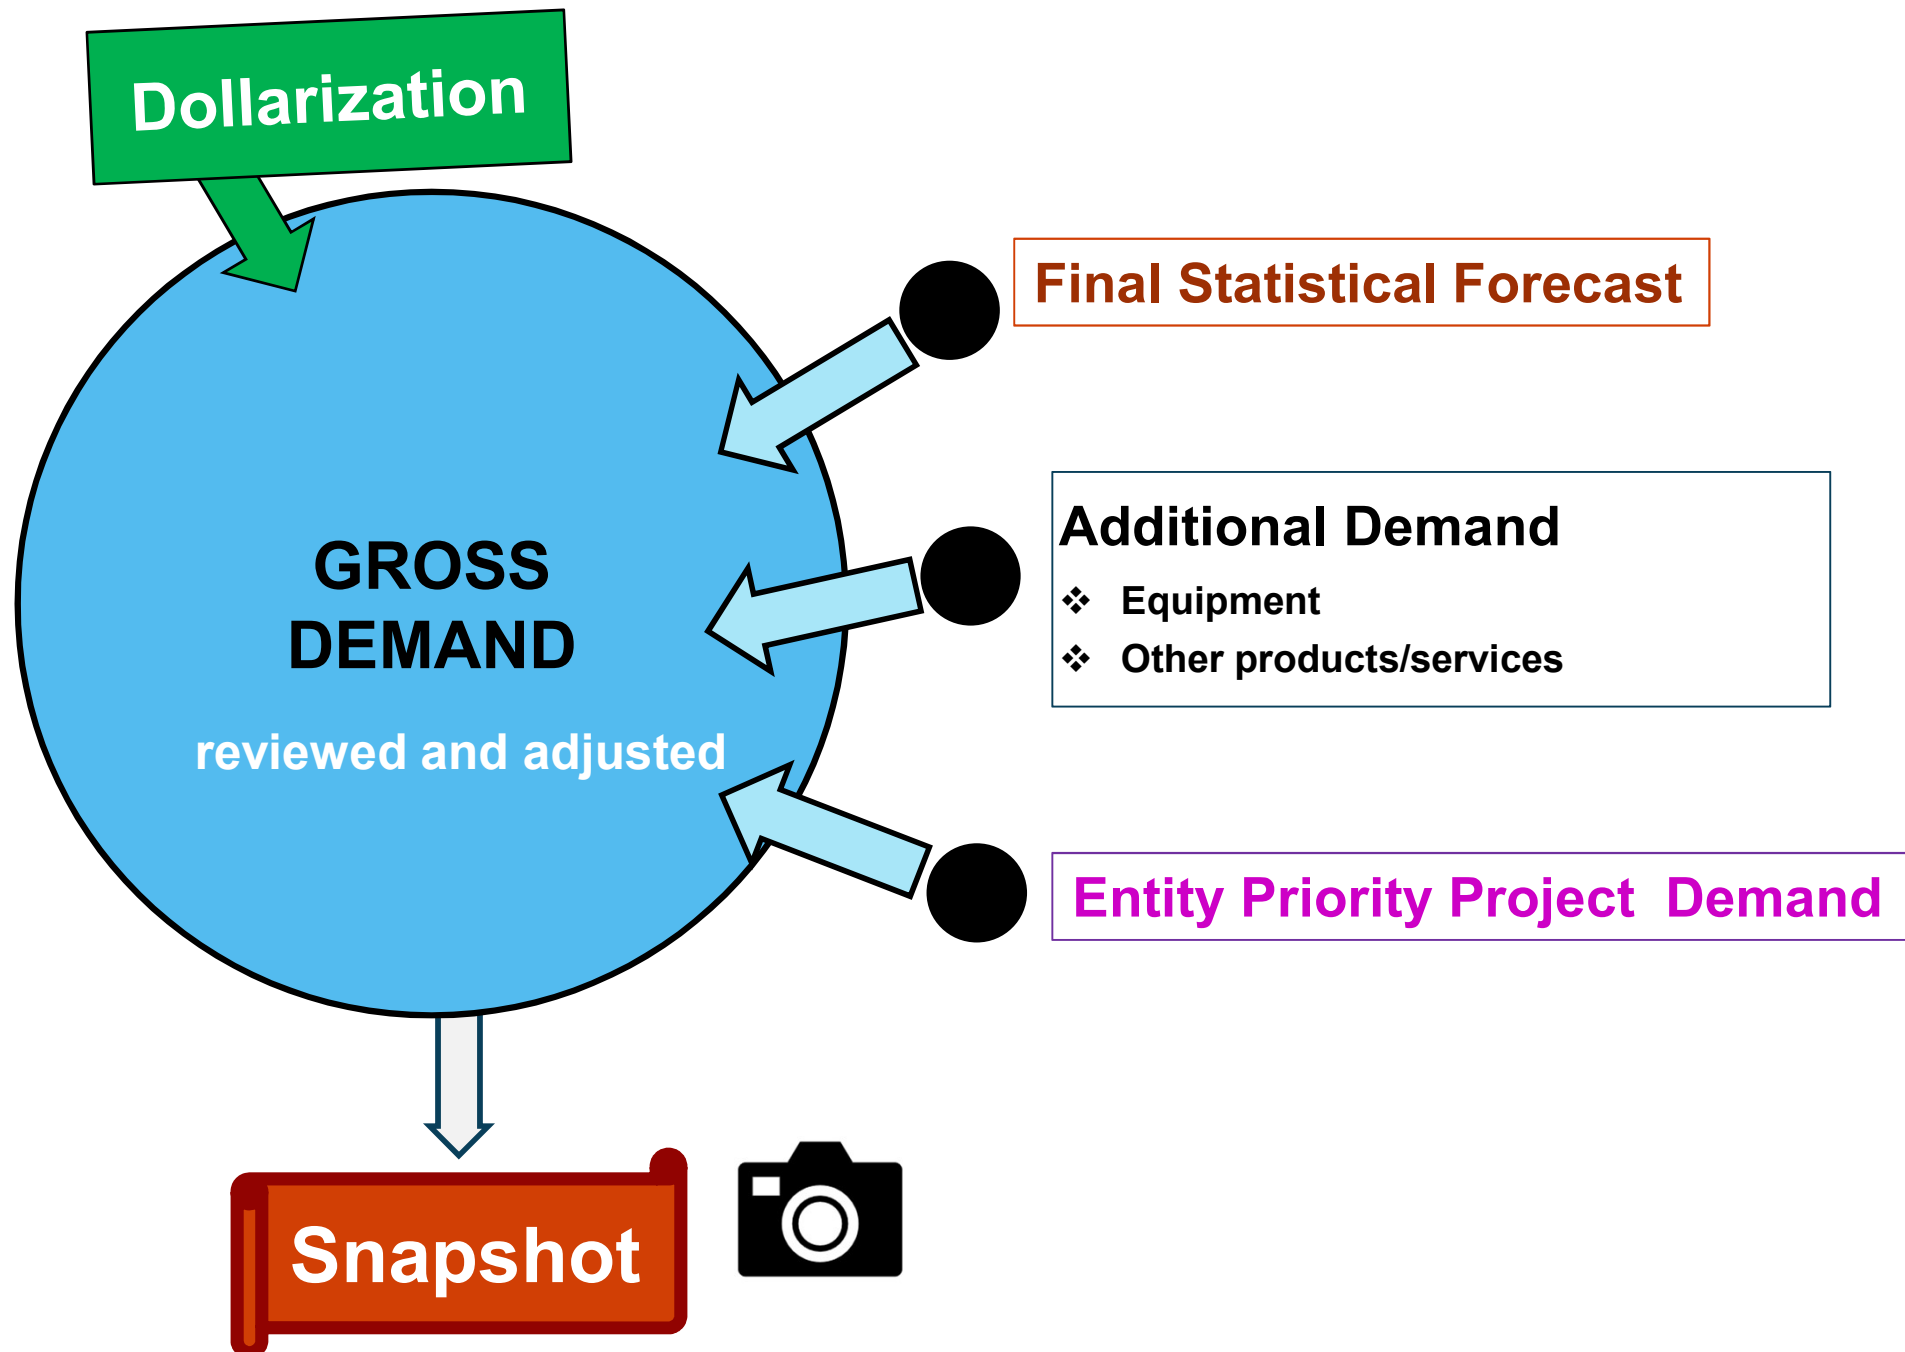 Dollarization
Final Statistical Forecast
GROSS
DEMAND
reviewed and adjusted
Additional Demand
❖ Equipment
❖ Other products/services
Entity Priority Project  Demand
Snapshot